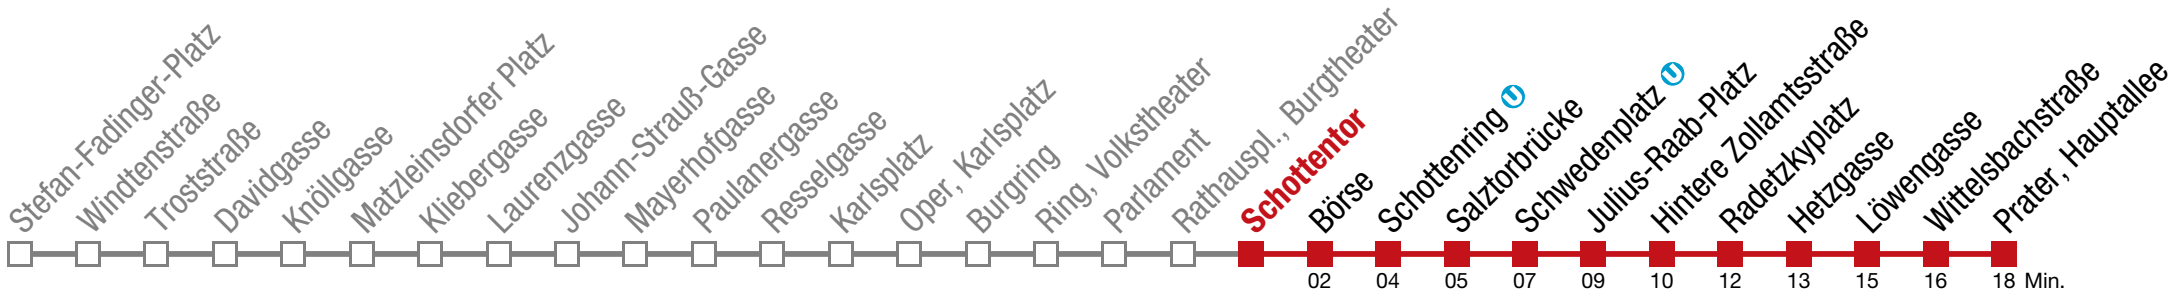 Stefan-Fadinger-Platz
Windtenstraße
Troststraße
Davidgasse
Knöllgasse
Matzleinsdorfer Platz
Kliebergasse
Laurenzgasse
Johann-Strauß-Gasse
Mayerhofgasse
Paulanergasse
Resselgasse
Karlsplatz
Oper, Karlsplatz
Burgring
Ring, Volkstheater
Parlament
Rathauspl., Burgtheater
Schottentor
Börse
Schottenring U
Salztorbrücke
Schwedenplatz U
Julius-Raab-Platz
Hintere Zollamtsstraße
Radetzkyplatz
Hetzgasse
Löwengasse
Wittelsbachstraße
Prater, Hauptallee
02 04 05 07 09 10 12 13 15 16 18 Min.